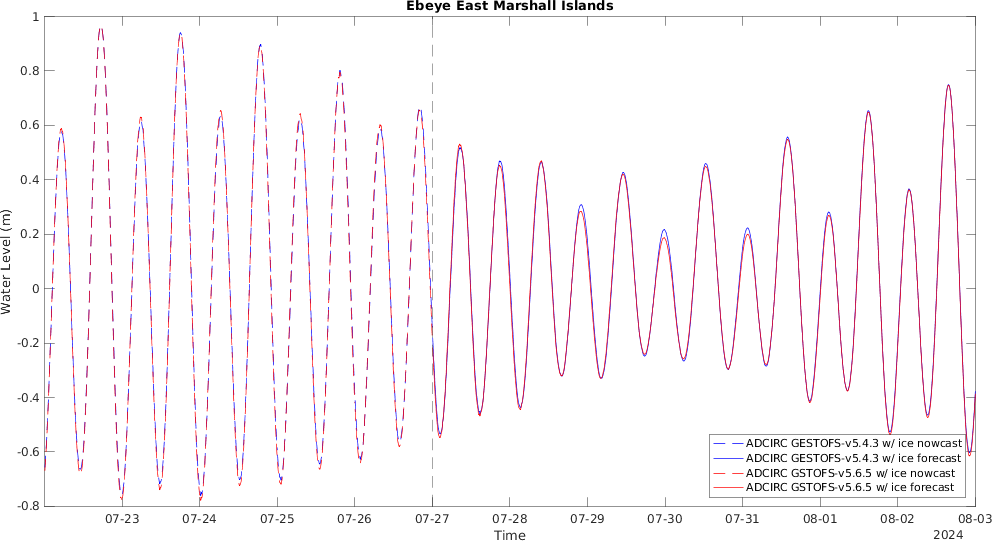 Ebeye East Marshall Islands
Water Level (m)
1
0.8
0.6
0.4
0.2
0
-0.2
-0.4
-0.6
-0.8
ADCIRC GESTOFS-v5.4.3 w/ ice nowcast
ADCIRC GESTOFS-v5.4.3 w/ ice forecast
ADCIRC GSTOFS-v5.6.5 w/ ice nowcast
ADCIRC GSTOFS-v5.6.5 w/ ice forecast
07-23 07-24 07-25 07-26 07-27 07-28 07-29 07-30 07-31 08-01 08-02 08-03
Time
2024